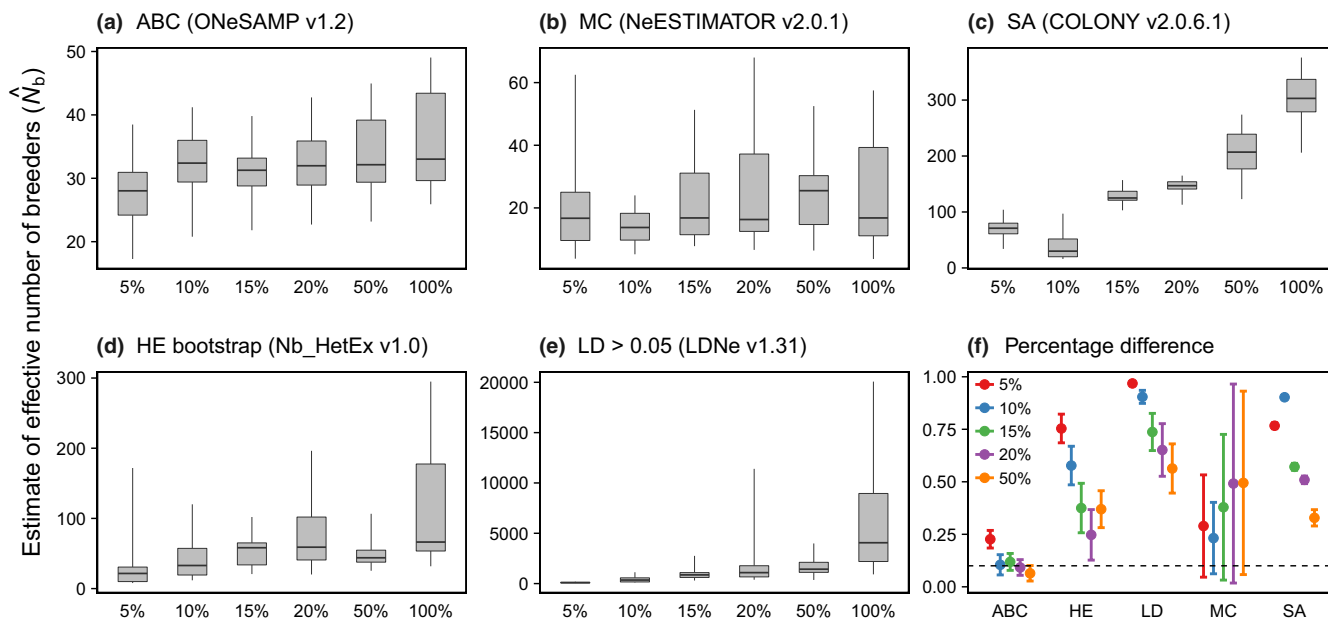 Estimate of effective number of breeders (N̂b)
(a) ABC (ONeSAMP v1.2)
50
40
30
20
5% 10% 15% 20% 50% 100%
(b) MC (NeESTIMATOR v2.0.1)
60
40
20
5% 10% 15% 20% 50% 100%
(c) SA (COLONY v2.0.6.1)
300
200
100
0
5% 10% 15% 20% 50% 100%
(d) HE bootstrap (Nb_HetEx v1.0)
300
200
100
0
5% 10% 15% 20% 50% 100%
(e) LD > 0.05 (LDNe v1.31)
20000
15000
10000
5000
0
5% 10% 15% 20% 50% 100%
(f) Percentage difference
1.00
0.75
0.50
0.25
0.00
5%
10%
15%
20%
50%
ABC HE LD MC SA